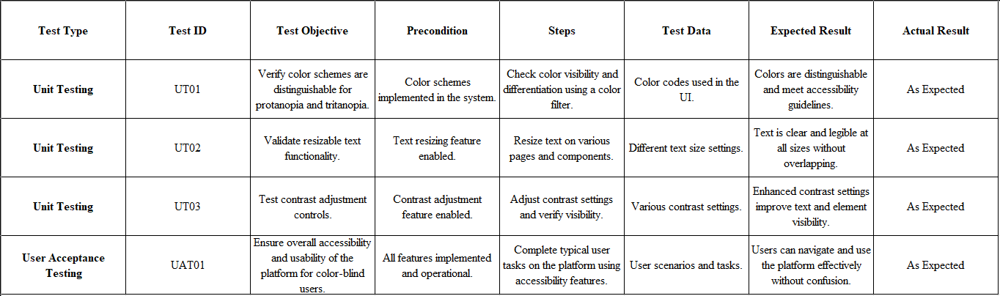 Test Type
Test ID
Test Objective
Precondition
Steps
Test Data
Expected Result
Actual Result
Unit Testing
UT01
Verify color schemes are
distinguishable for
protanopia and tritanopia.
Color schemes
implemented in the system.
Check color visibility and
differentiation using a color
filter.
Color codes used in the
UI.
Colors are distinguishable
and meet accessibility
guidelines.
As Expected
Unit Testing
UT02
Validate resizable text
functionality.
Text resizing feature
enabled.
Resize text on various
pages and components.
Different text size settings.
Text is clear and legible at
all sizes without
overlapping.
As Expected
Unit Testing
UT03
Test contrast adjustment
controls.
Contrast adjustment
feature enabled.
Adjust contrast settings
and verify visibility.
Various contrast settings.
Enhanced contrast settings
improve text and element
visibility.
As Expected
User Acceptance
Testing
UAT01
Ensure overall accessibility
and usability of the
platform for color-blind
users.
All features implemented
and operational.
Complete typical user
tasks on the platform using
accessibility features.
User scenarios and tasks.
Users can navigate and use
the platform effectively
without confusion.
As Expected